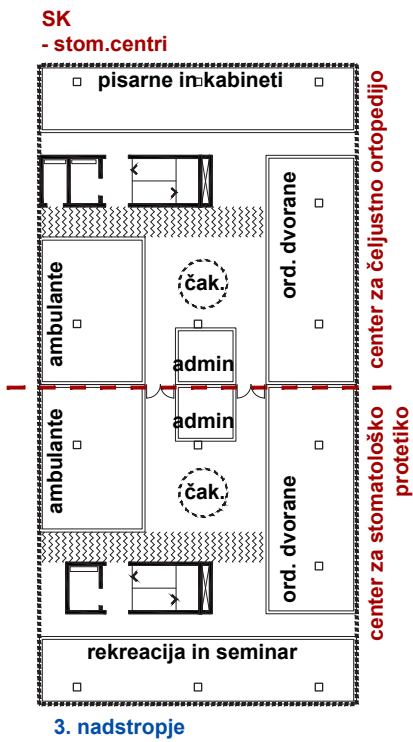 SK
- stom.centri
pisarne in kabineti
center za čeljustno ortopedijo
ord. dvorane
ambulante
čak.
admin
admin
ambulante
čak.
ord. dvorane
center za stomatološko
protetiko
rekreacija in seminar
3. nadstropje